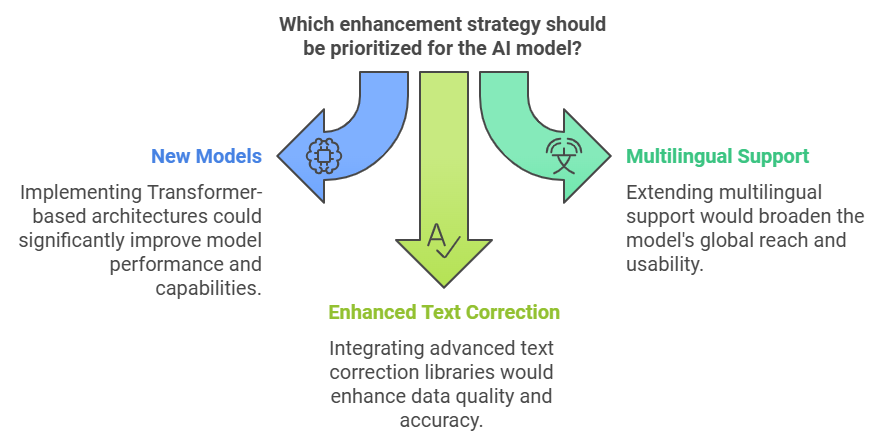 Which enhancement strategy should
be prioritized for the AI model?
New Models
Implementing Transformer-
based architectures could
significantly improve model
performance and
capabilities.
Multilingual Support
Extending multilingual
support would broaden the
model's global reach and
usability.
Enhanced Text Correction
Integrating advanced text
correction libraries would
enhance data quality and
accuracy.